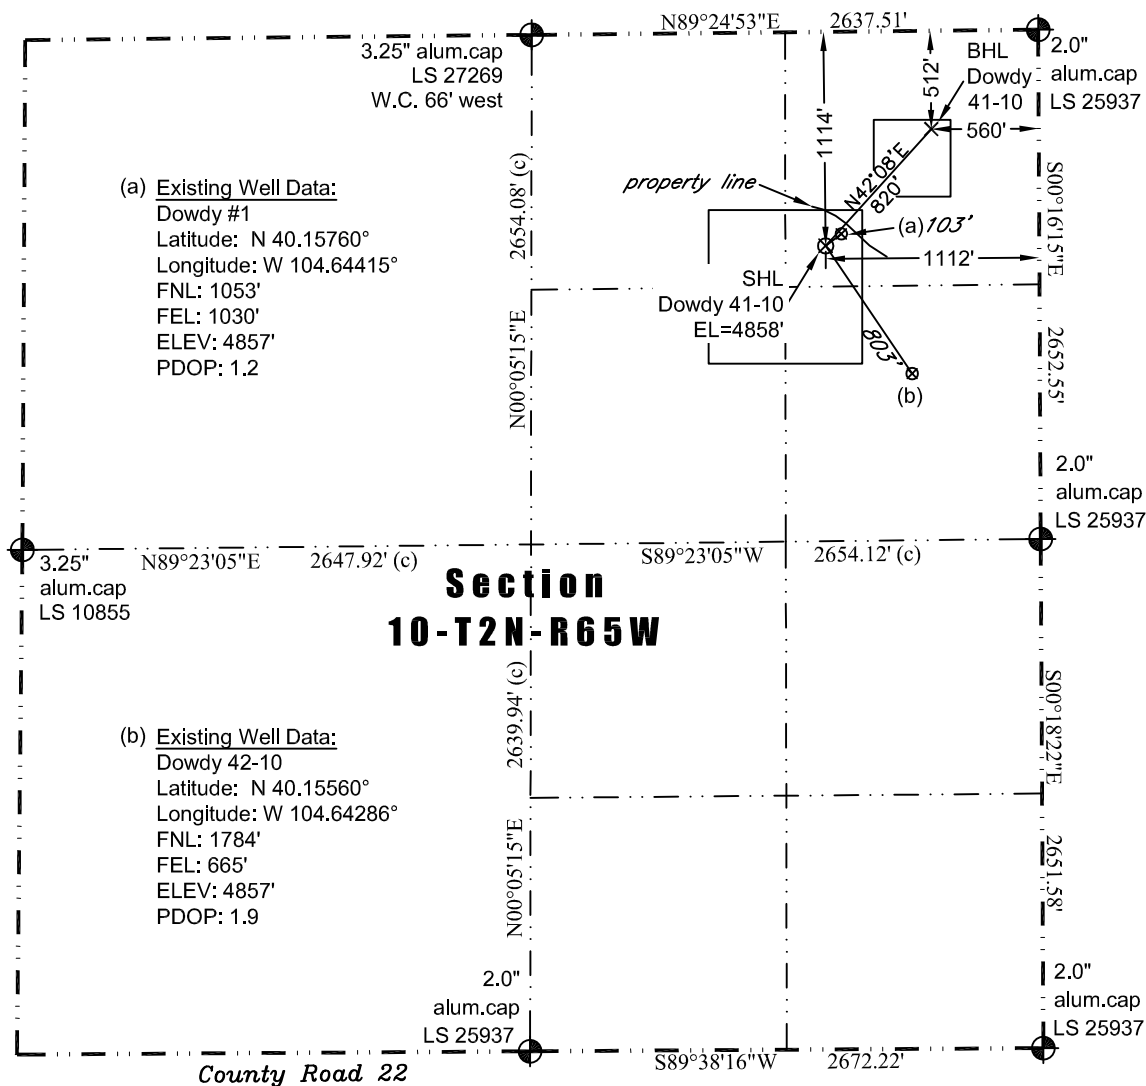 N89°24'53"E 2637.51'
3.25" alum.cap
LS 27269
W.C. 66' west
2.0"
alum.cap
LS 25937
BHL
Dowdy
41-10
512'
560'
1114'
N42°08'E
820'
property line
(a) 103'
1112'
SHL
Dowdy 41-10
EL=4858'
803'
(b)
(a) Existing Well Data:
Dowdy #1
Latitude: N 40.15760°
Longitude: W 104.64415°
FNL: 1053'
FEL: 1030'
ELEV: 4857'
PDOP: 1.2
2654.08' (c)
N00°05'15"E
S00°16'15"E
2652.55'
2.0"
alum.cap
LS 25937
3.25"
alum.cap
LS 10855
N89°23'05"E 2647.92' (c)
S89°23'05"W 2654.12' (c)
Section
10-T2N-R65W
(b) Existing Well Data:
Dowdy 42-10
Latitude: N 40.15560°
Longitude: W 104.64286°
FNL: 1784'
FEL: 665'
ELEV: 4857'
PDOP: 1.9
2639.94' (c)
N00°05'15"E
S00°18'22"E
2651.58'
2.0"
alum.cap
LS 25937
2.0"
alum.cap
LS 25937
S89°38'16"W 2672.22'
County Road 22